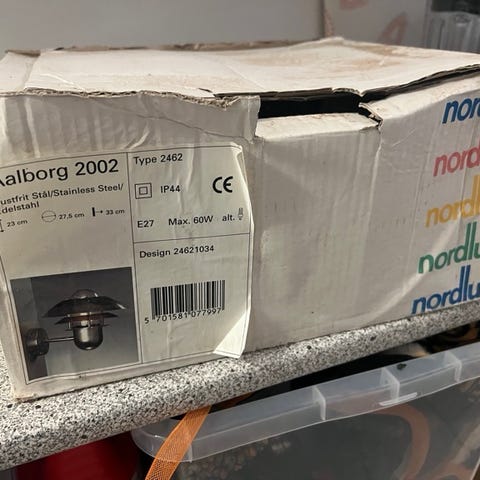 Aalborg 2002
ustfrit Stål/Stainless Steel/
delstahl
23 cm 27,5 cm 33 cm
Type 2462
IP44 CE
E27 Max. 60W alt.
Design 24621034
5 701581 077997
nord
nord
nordl
nordlu
nordlu